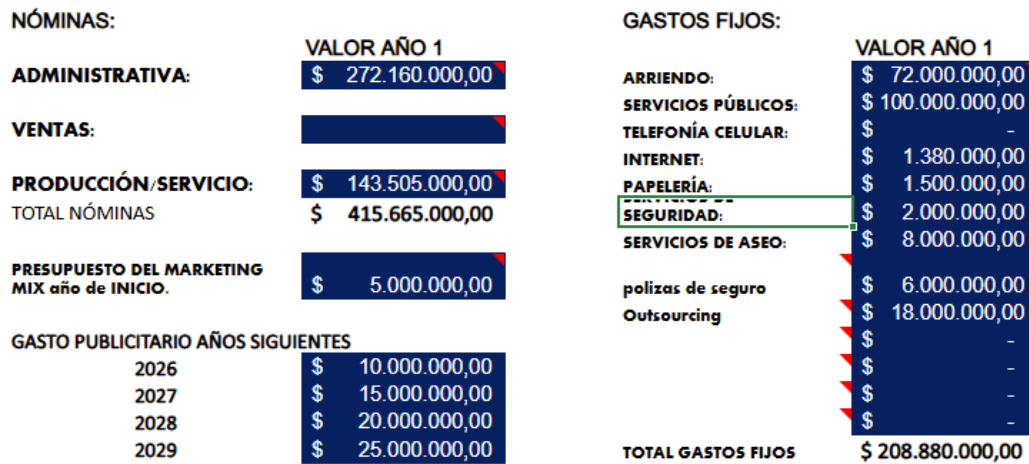 NÓMINAS:
VALOR AÑO 1
ADMINISTRATIVA: $ 272.160.000,00
VENTAS:
PRODUCCIÓN/SERVICIO: $ 143.505.000,00
TOTAL NÓMINAS $ 415.665.000,00
PRESUPUESTO DEL MARKETING
MIX año de INICIO. $ 5.000.000,00
GASTO PUBLICITARIO AÑOS SIGUIENTES
2026 $ 10.000.000,00
2027 $ 15.000.000,00
2028 $ 20.000.000,00
2029 $ 25.000.000,00
GASTOS FIJOS:
VALOR AÑO 1
ARRIENDO: $ 72.000.000,00
SERVICIOS PÚBLICOS: $ 100.000.000,00
TELEFONÍA CELULAR: $ -
INTERNET: $ 1.380.000,00
PAPELERÍA: $ 1.500.000,00
SEGURIDAD: $ 2.000.000,00
SERVICIOS DE ASEO: $ 8.000.000,00
polizas de seguro $ 6.000.000,00
Outsourcing $ 18.000.000,00
$ -
$ -
$ -
$ -
TOTAL GASTOS FIJOS $ 208.880.000,00